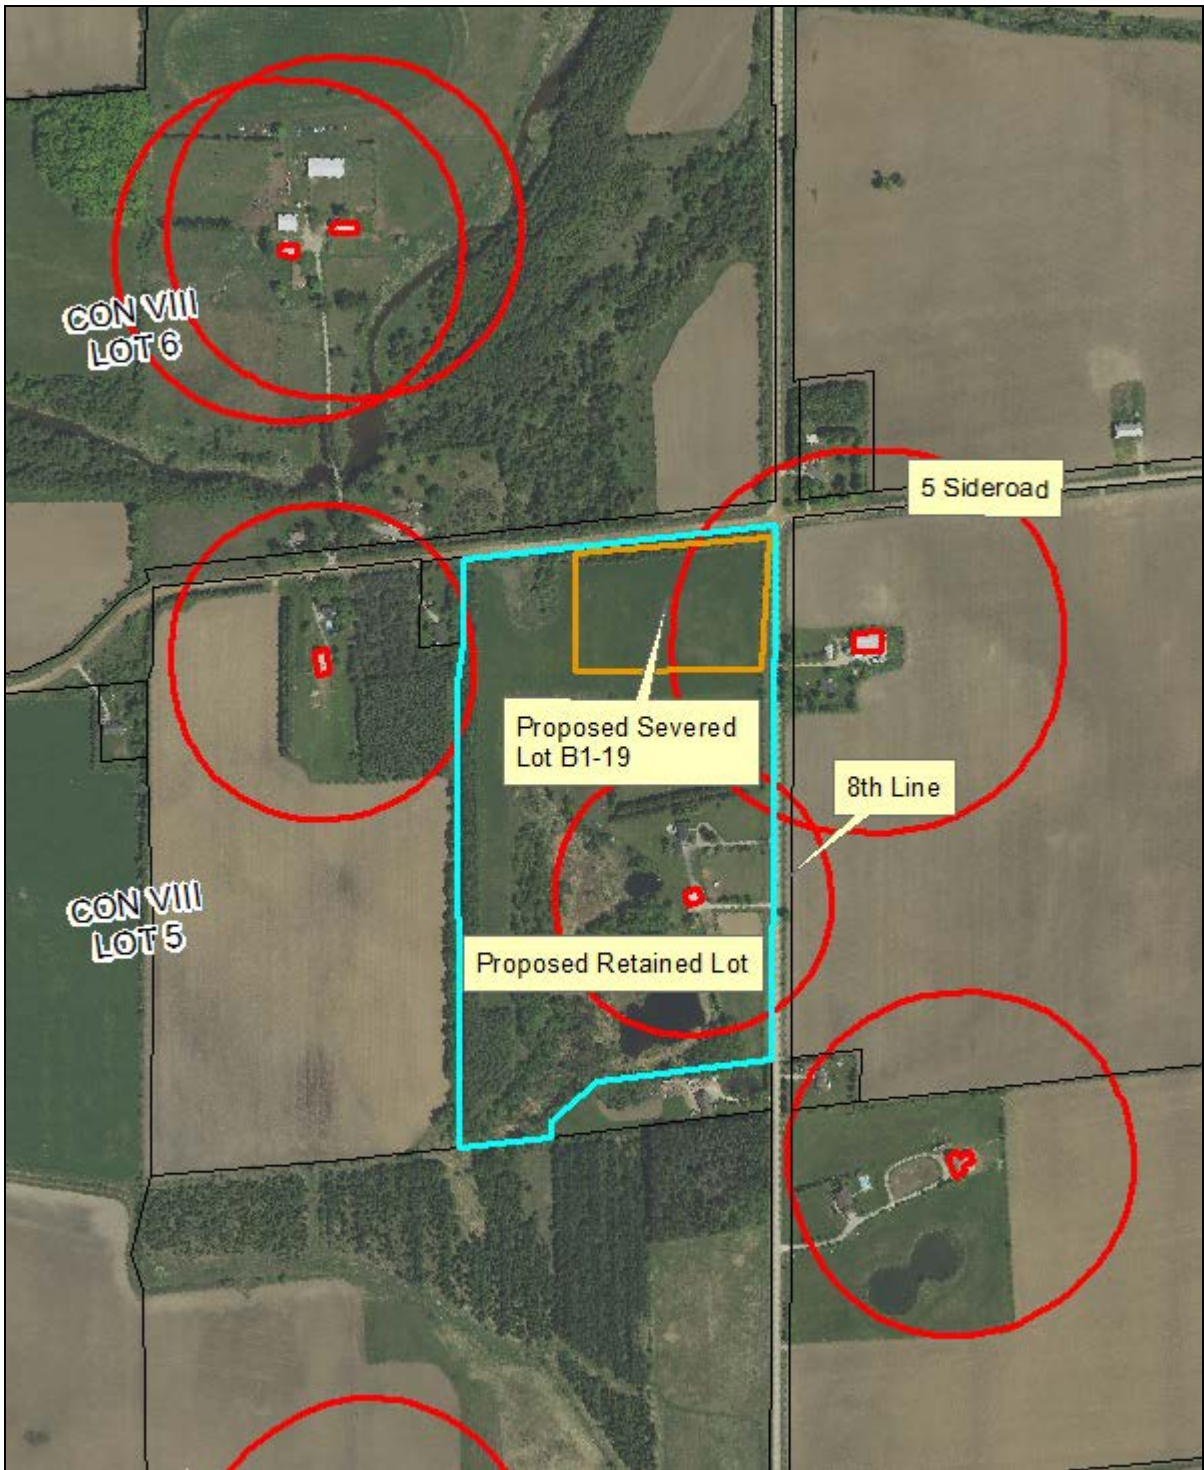 CON VIII
LOT 6
5 Sideroad
Proposed Severed
Lot B1-19
8th Line
CON VIII
LOT 5
Proposed Retained Lot